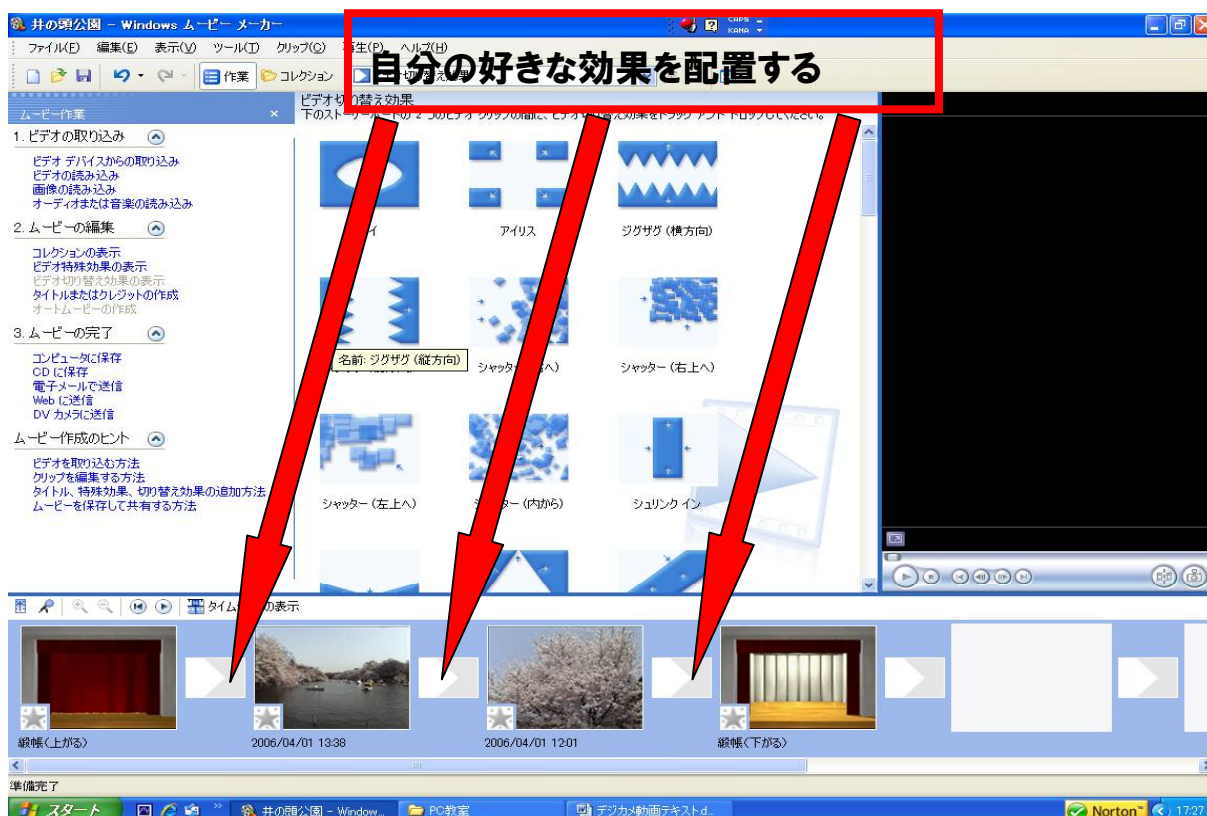 井の頭公園 - Windows ムービー メーカー
CAPS
KANA
ファイル(F) 編集(E) 表示(V) ツール(T) クリップ(C) 再生(P) ヘルプ(H)
自分の好きな効果を配置する
作業 コレクション
ムービー作業
ビデオ切り替え効果
1. ビデオの取り込み
ビデオ デバイスからの取り込み
ビデオの読み込み
画像の読み込み
オーディオまたは音楽の読み込み
2. ムービーの編集
コレクションの表示
ビデオ特殊効果の表示
ビデオ切り替え効果の表示
タイトルまたはクレジットの作成
オートムービーの作成
3. ムービーの完了
コンピュータに保存
CD に保存
電子メールで送信
Web に送信
DV カメラに送信
ムービー作成のヒント
ビデオを取り込む方法
クリップを編集する方法
タイトル、特殊効果、切り替え効果の追加方法
ムービーを保存して共有する方法
アイリス ジグザグ (横方向)
名前: ジグザグ (縦方向)
シャッター (右上へ)
シャッター (左上へ) シャッター (内から) シュリンク イン
の表示
緞帳(上がる) 2006/04/01 13:38 2006/04/01 12:01 緞帳(下がる)
準備完了
スタート 井の頭公園 - Window... PC教室 デジカメ動画テキストd... Norton 17:27